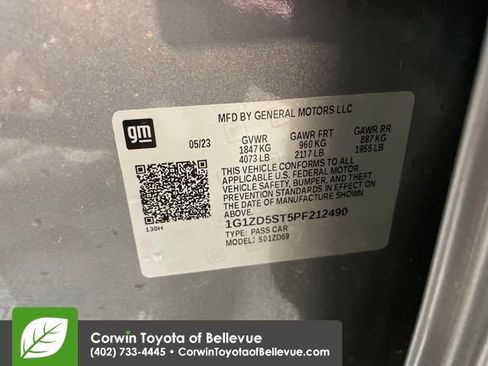 MFD BY GENERAL MOTORS LLC
gm
05/23
GVWR GAWR FRT GAWR RR
1847 KG 960 KG 887 KG
4073 LB 2117 LB 1955 LB
THIS VEHICLE CONFORMS TO ALL
APPLICABLE U.S. FEDERAL MOTOR
VEHICLE SAFETY, BUMPER, AND THEFT
PREVENTION STANDARDS IN EFFECT ON
THE DATE OF MANUFACTURE SHOWN
ABOVE.
1G1ZD5ST5PF212490
TYPE: PASS CAR
MODEL: 501ZD69
130H
Corwin Toyota of Bellevue
(402) 733-4445 • CorwinToyotaofBellevue.com